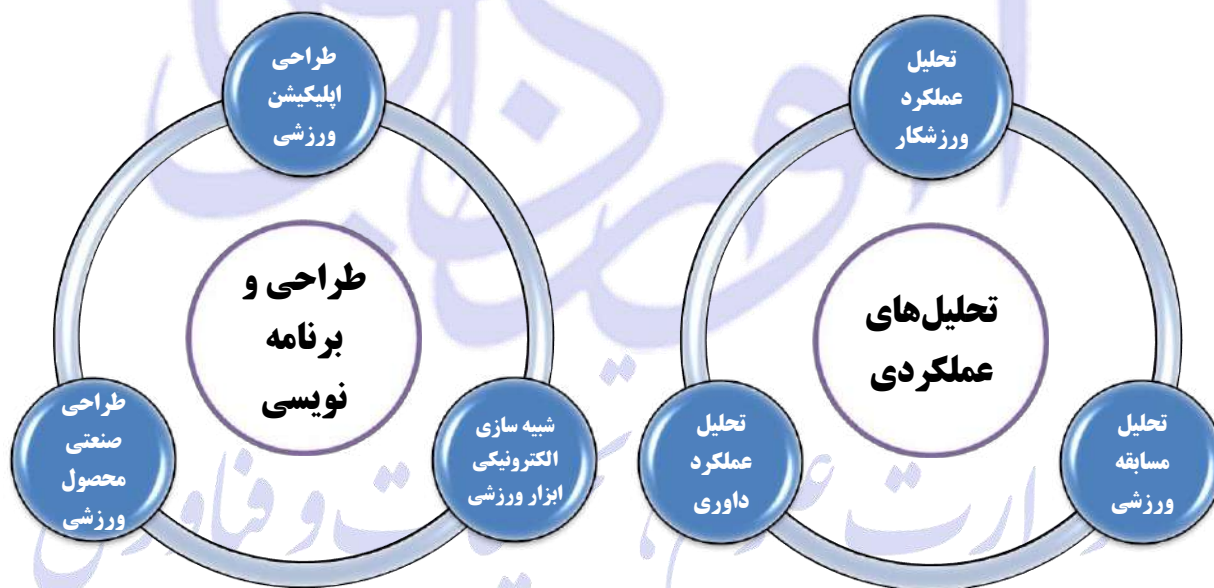 تحلیل
عملکرد
ورزشکار
تحلیل‌های
عملکردی
تحلیل
مسابقه
ورزشی
تحلیل
عملکرد
داوری
طراحی
اپلیکیشن
ورزشی
طراحی و
برنامه
نویسی
شبیه سازی
الکترونیکی
ابزار ورزشی
طراحی
صنعتی
محصول
ورزشی